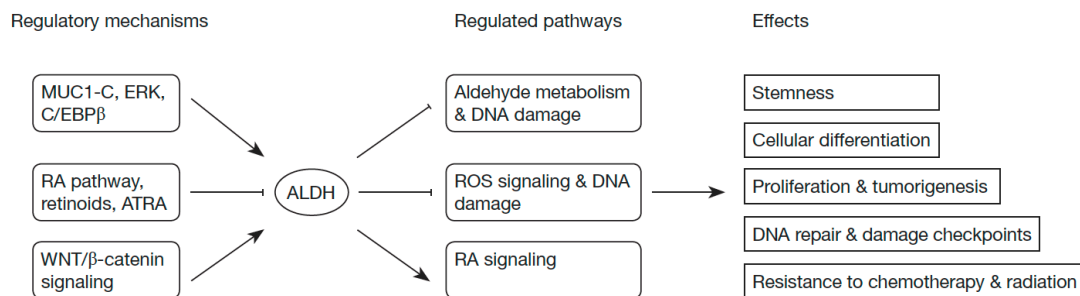 Regulatory mechanisms
Regulated pathways
Effects
MUC1-C, ERK,
C/EBPβ
RA pathway,
retinoids, ATRA
WNT/β-catenin
signaling
ALDH
Aldehyde metabolism
& DNA damage
ROS signaling & DNA
damage
RA signaling
Stemness
Cellular differentiation
Proliferation & tumorigenesis
DNA repair & damage checkpoints
Resistance to chemotherapy & radiation